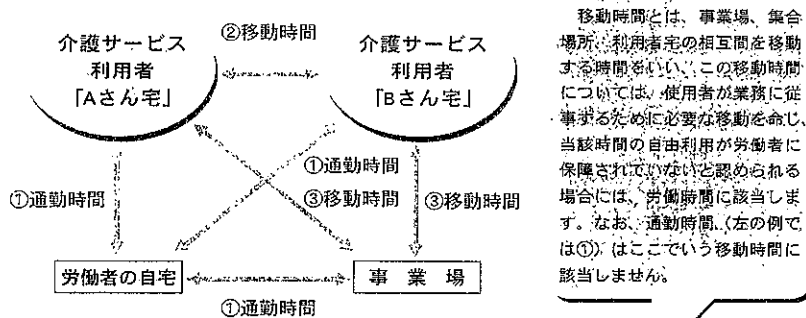 ②移動時間
介護サービス
利用者
「Aさん宅」
介護サービス
利用者
「Bさん宅」
①通勤時間
①通勤時間
③移動時間
③移動時間
労働者の自宅
事業場
①通勤時間
移動時間とは、事業場、集合
場所、利用者宅の相互間を移動
する時間をいい、この移動時間
については、使用者が業務に従
事するために必要な移動を命じ、
当該時間の自由利用が労働者に
保障されていないと認められる
場合には、労働時間に該当しま
す。なお、通勤時間（左の例で
は①）はここでいう移動時間に
該当しません。